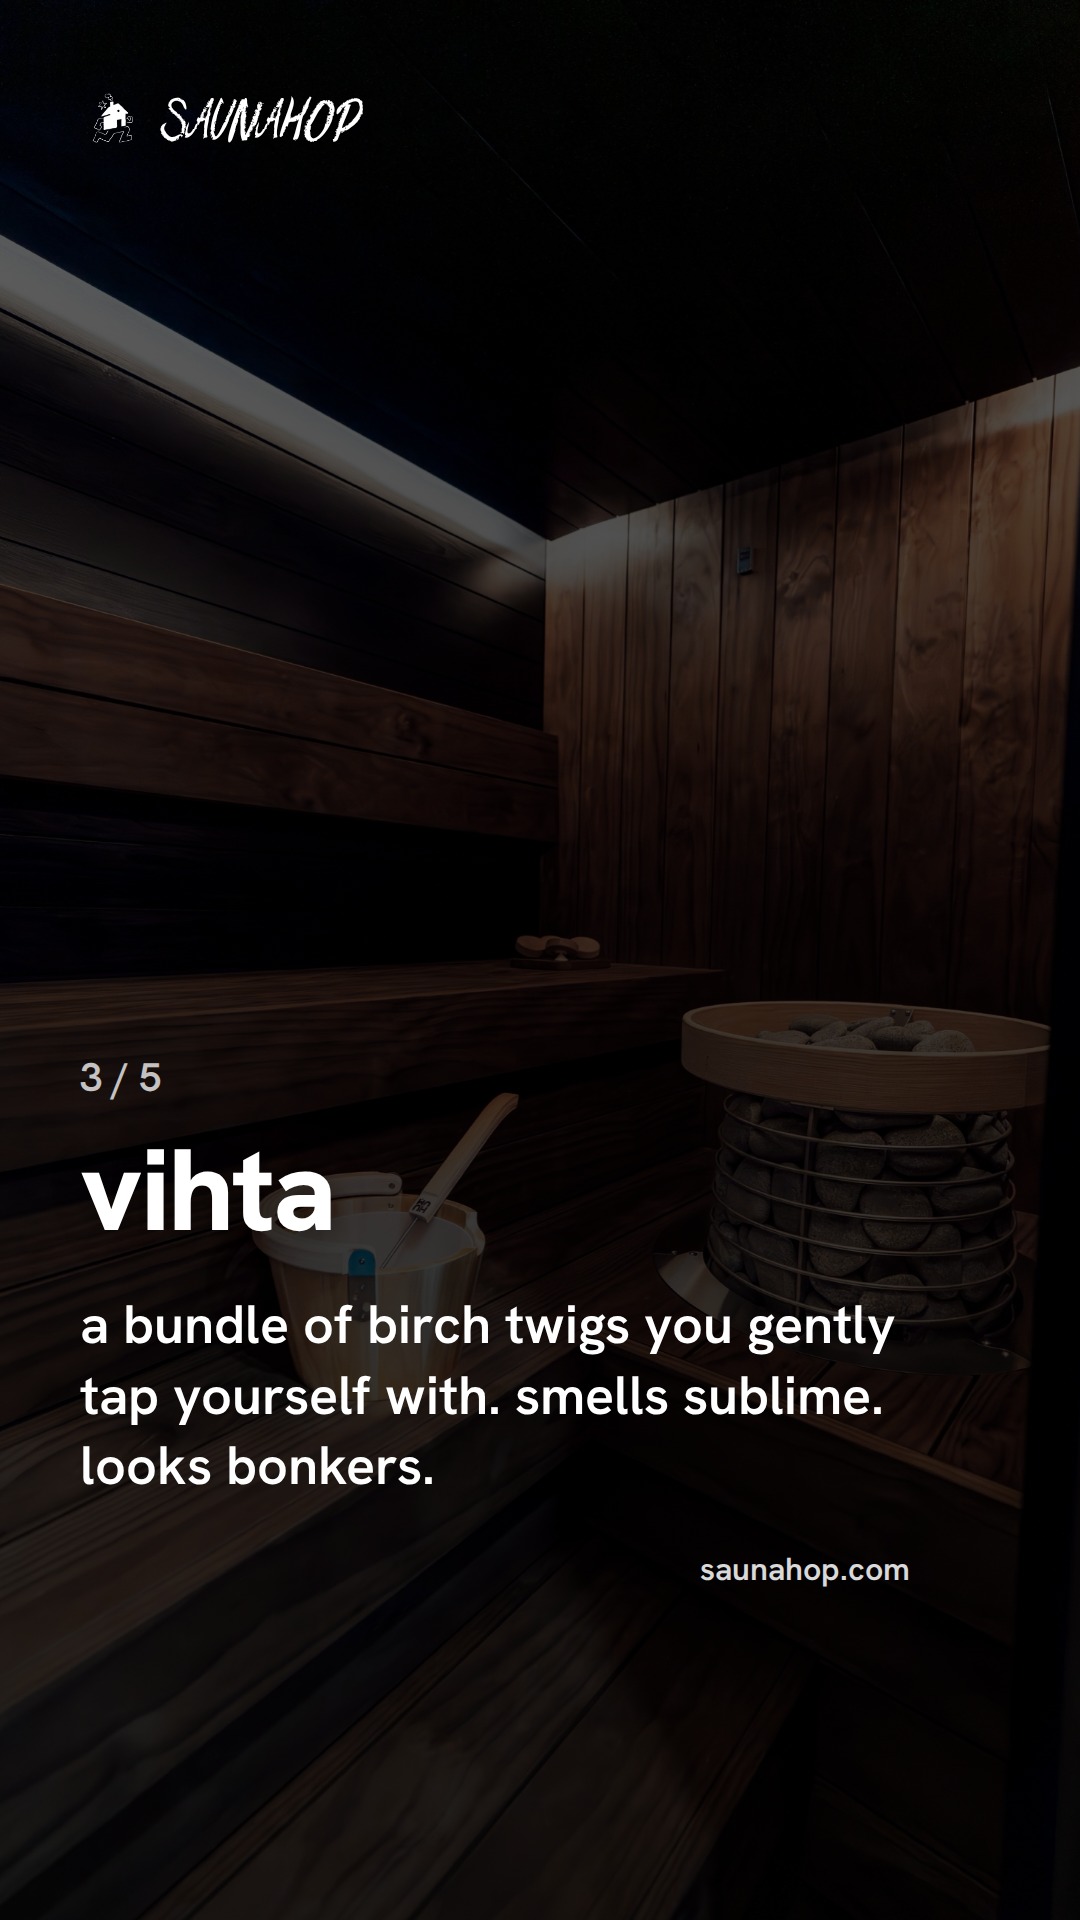 SAUNAHOP
3 / 5
vihta
a bundle of birch twigs you gently
tap yourself with. smells sublime.
looks bonkers.
saunahop.com